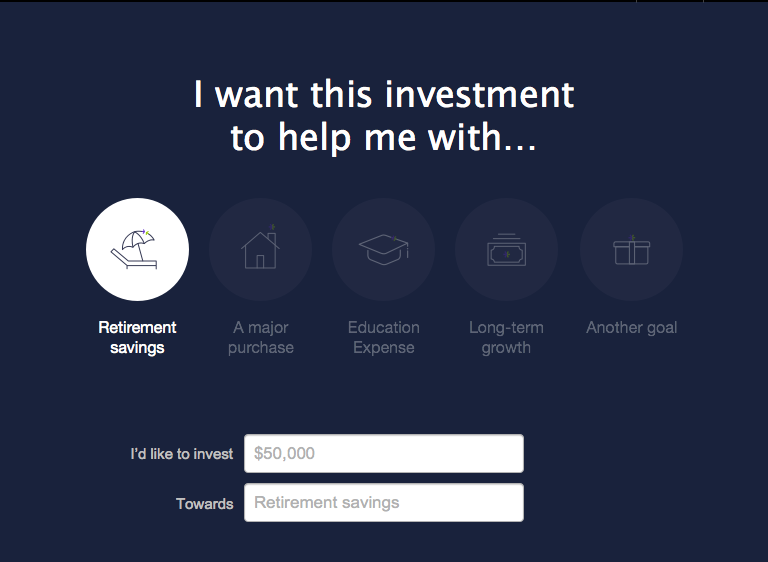 I want this investment
to help me with...
Retirement
savings
A major
purchase
Education
Expense
Long-term
growth
Another goal
I'd like to invest
$50,000
Towards
Retirement savings